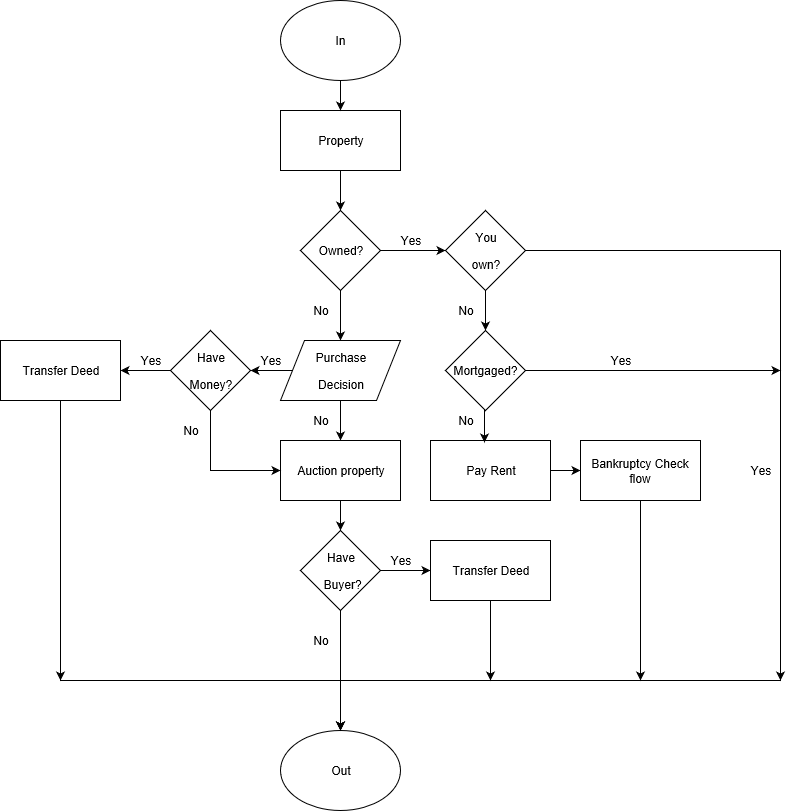 In
Property
Owned?
Yes
You
own?
No
No
Transfer Deed
Yes
Have
Money?
Yes
Purchase
Decision
Mortgaged?
Yes
No
No
No
Auction property
Pay Rent
Bankruptcy Check
flow
Yes
Have
Buyer?
Yes
Transfer Deed
No
Out